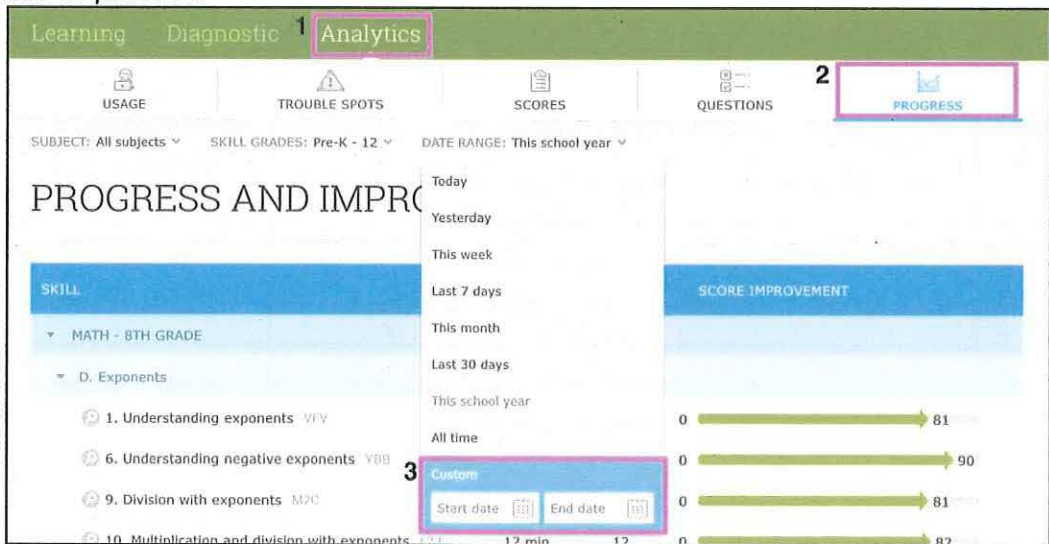 Learning Diagnostic 1 Analytics
USAGE TROUBLE SPOTS SCORES QUESTIONS 2 PROGRESS
SUBJECT: All subjects SKILL GRADES: Pre-K - 12 DATE RANGE: This school year
Today
PROGRESS AND IMPRO
Yesterday
This week
SKILL Last 7 days SCORE IMPROVEMENT
MATH - 8TH GRADE This month
Last 30 days
D. Exponents
This school year
1. Understanding exponents VFV 0 81
All time
6. Understanding negative exponents YBB 0 90
3 Custom
9. Division with exponents M2C Start date End date 0 81
10. Multiplication and division with exponents 12 min 12 0 82